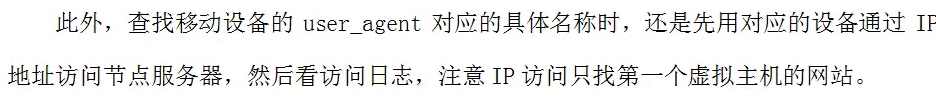 此外，查找移动设备的 user_agent 对应的具体名称时，还是先用对应的设备通过 IP
地址访问节点服务器，然后看访问日志，注意 IP 访问只找第一个虚拟主机的网站。